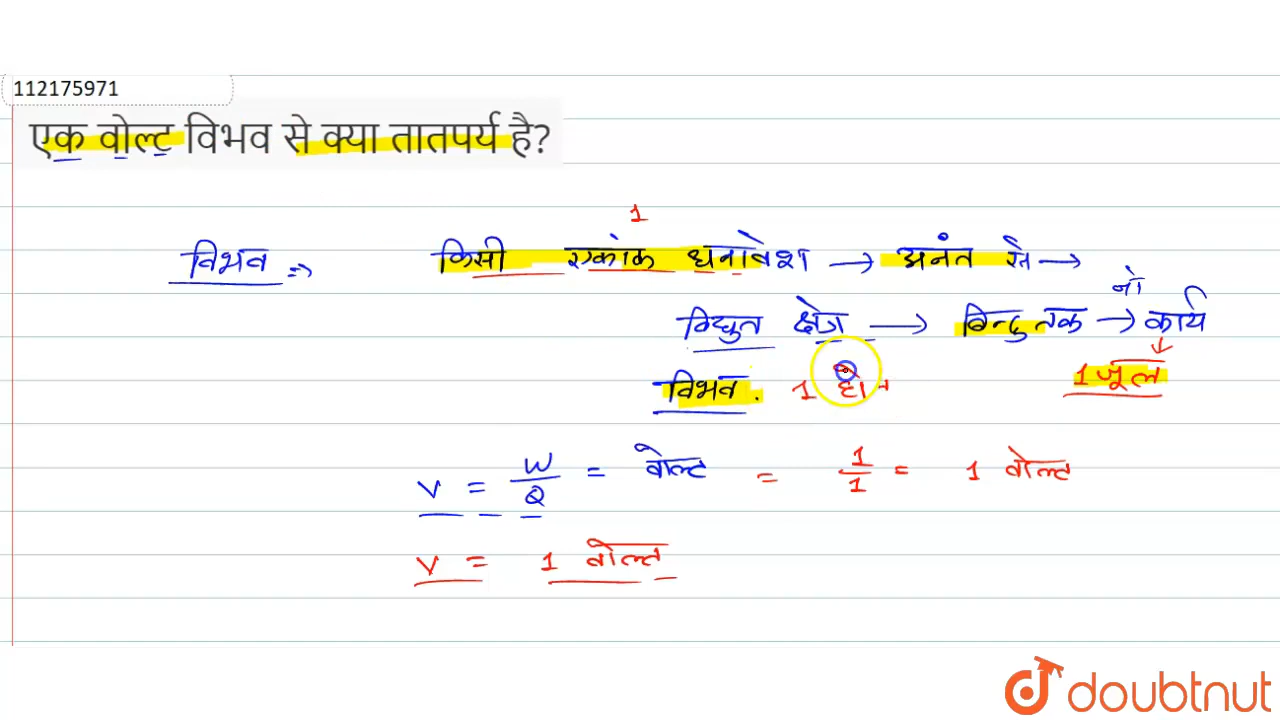 112175971
एक वोल्ट विभव से क्या तातपर्य है?
1
विभव ⇒ किसी एकांक धनावेश → अनंत से →
जो
विद्युत क्षेत्र → बिन्दु तक → कार्य
विभव. 1 हो 1 जूल
V = W/Q = वोल्ट = 1/1 = 1 वोल्ट
V = 1 वोल्ट
doubtnut